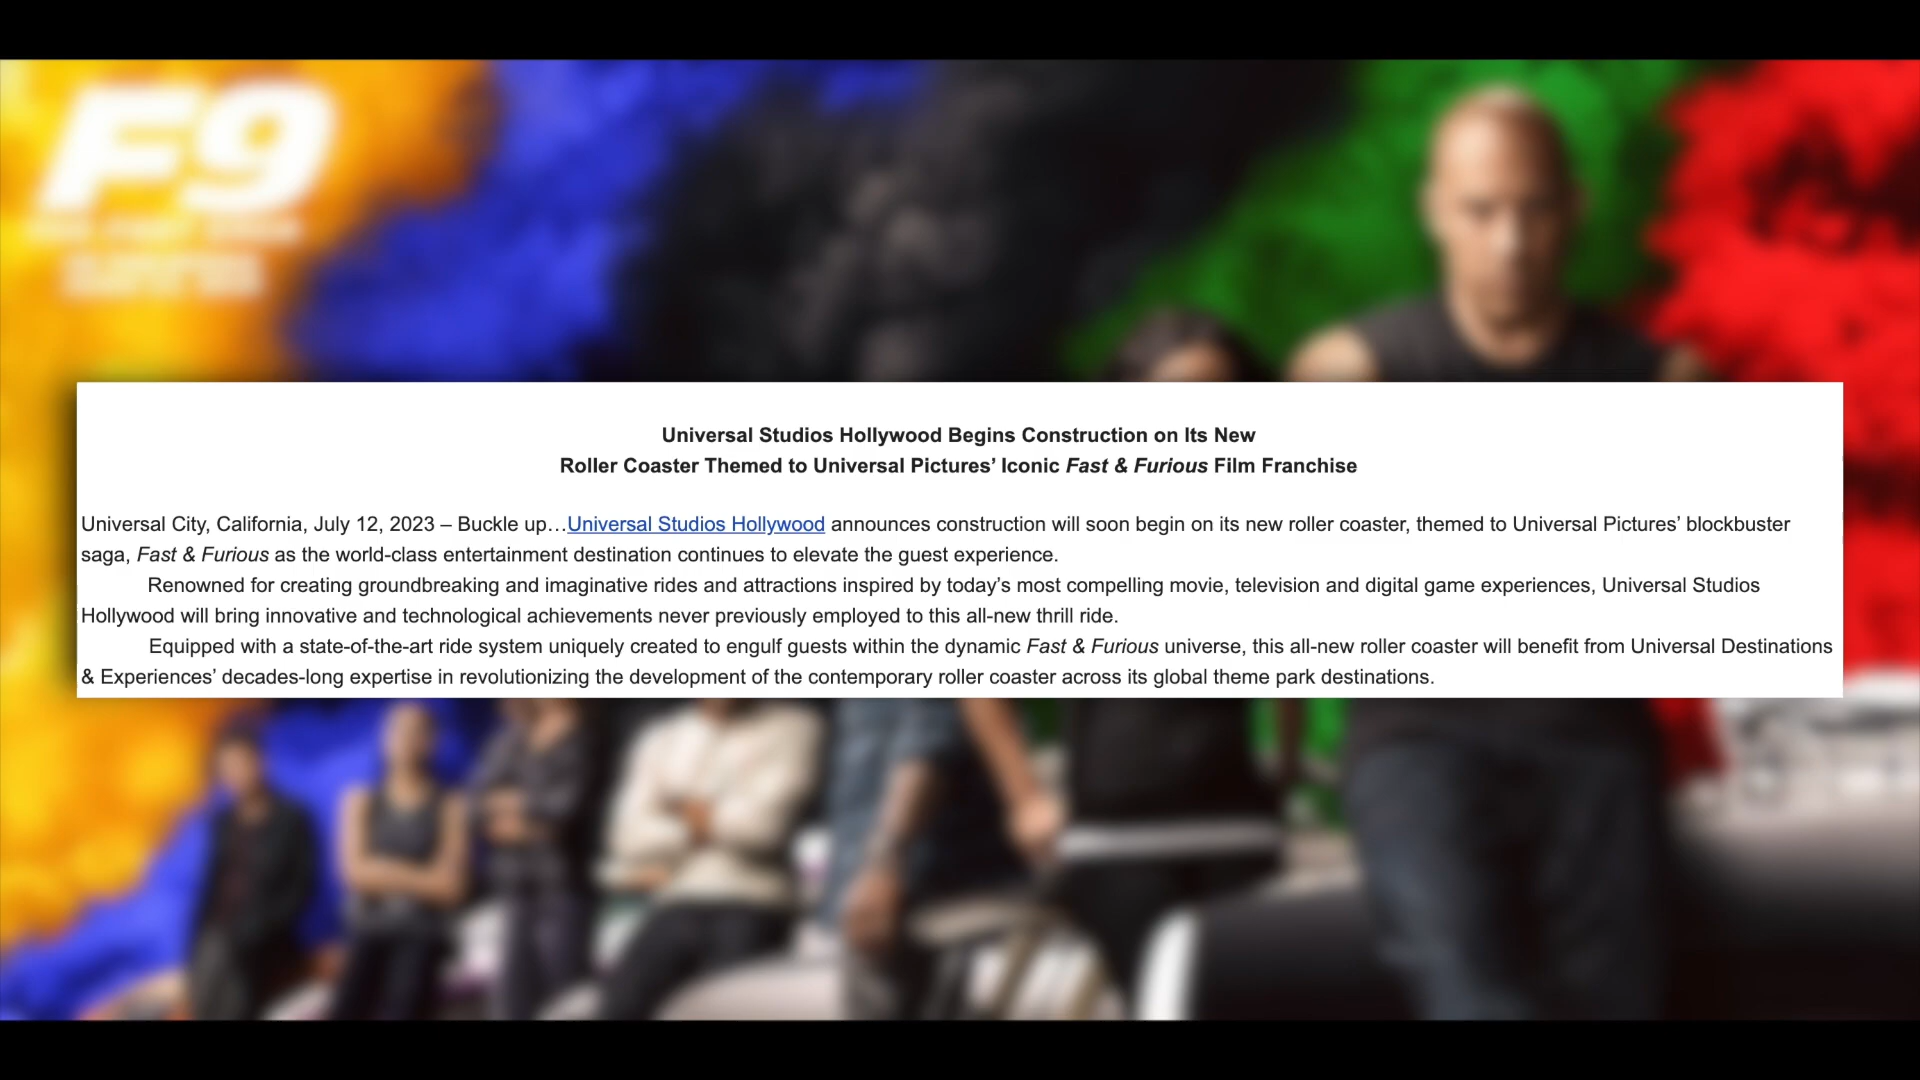 F9
Universal Studios Hollywood Begins Construction on Its New
Roller Coaster Themed to Universal Pictures’ Iconic Fast & Furious Film Franchise
Universal City, California, July 12, 2023 – Buckle up…Universal Studios Hollywood announces construction will soon begin on its new roller coaster, themed to Universal Pictures’ blockbuster
saga, Fast & Furious as the world-class entertainment destination continues to elevate the guest experience.
Renowned for creating groundbreaking and imaginative rides and attractions inspired by today’s most compelling movie, television and digital game experiences, Universal Studios
Hollywood will bring innovative and technological achievements never previously employed to this all-new thrill ride.
Equipped with a state-of-the-art ride system uniquely created to engulf guests within the dynamic Fast & Furious universe, this all-new roller coaster will benefit from Universal Destinations
& Experiences’ decades-long expertise in revolutionizing the development of the contemporary roller coaster across its global theme park destinations.